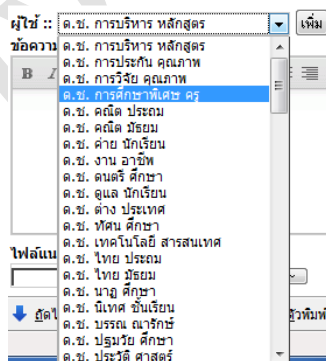 ผู้ใช้ :: ด.ช. การบริหาร หลักสูตร เพิ่ม
ข้อความ
ด.ช. การบริหาร หลักสูตร
ด.ช. การประกัน คุณภาพ
B I
ด.ช. การวิจัย คุณภาพ
ด.ช. การศึกษาพิเศษ ครู
ด.ช. คณิต ประถม
ด.ช. คณิต มัธยม
ด.ช. ค่าย นักเรียน
ด.ช. งาน อาชีพ
ด.ช. ดนตรี ศึกษา
ด.ช. ดูแล นักเรียน
ด.ช. ต่าง ประเทศ
ด.ช. ทัศน ศึกษา
ด.ช. เทคโนโลยี สารสนเทศ
ไฟล์แน
ด.ช. ไทย ประถม
ด.ช. ไทย มัธยม
ด.ช. นาฏ ศึกษา
ด.ช. นิเทศ ชั้นเรียน
ด.ช. บรรณ ณารักษ์
ด.ช. ปฐมวัย ศึกษา
ด.ช. ประวัติ ศาสตร์